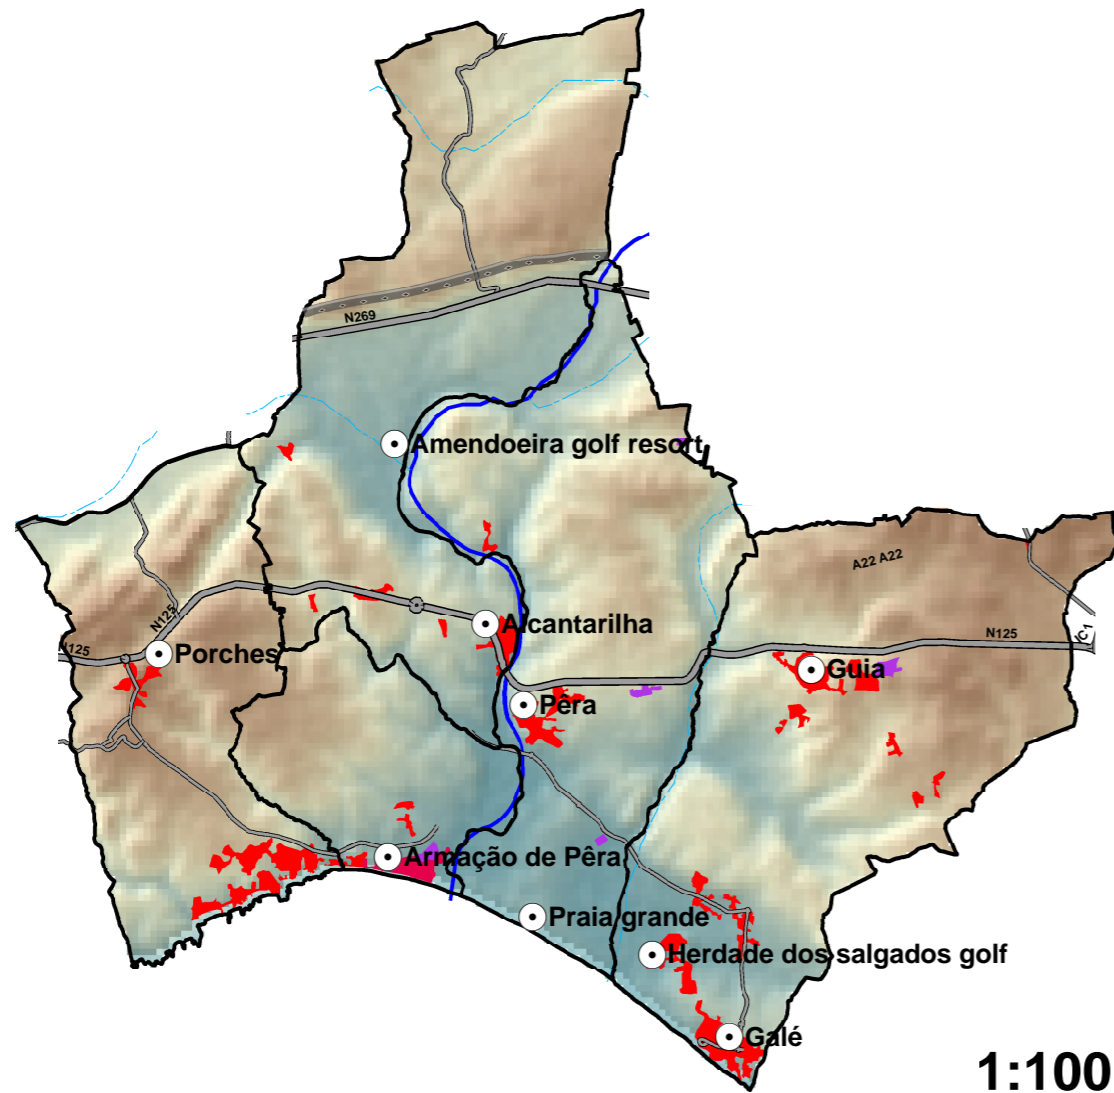 N269
Amendoeira golf resort
A22 A22
N125
Alcantarilha
N125
N125
Porches
C1
Guia
Pêra
Armação de Pêra
Praia grande
Herdade dos salgados golf
Galé
1:100